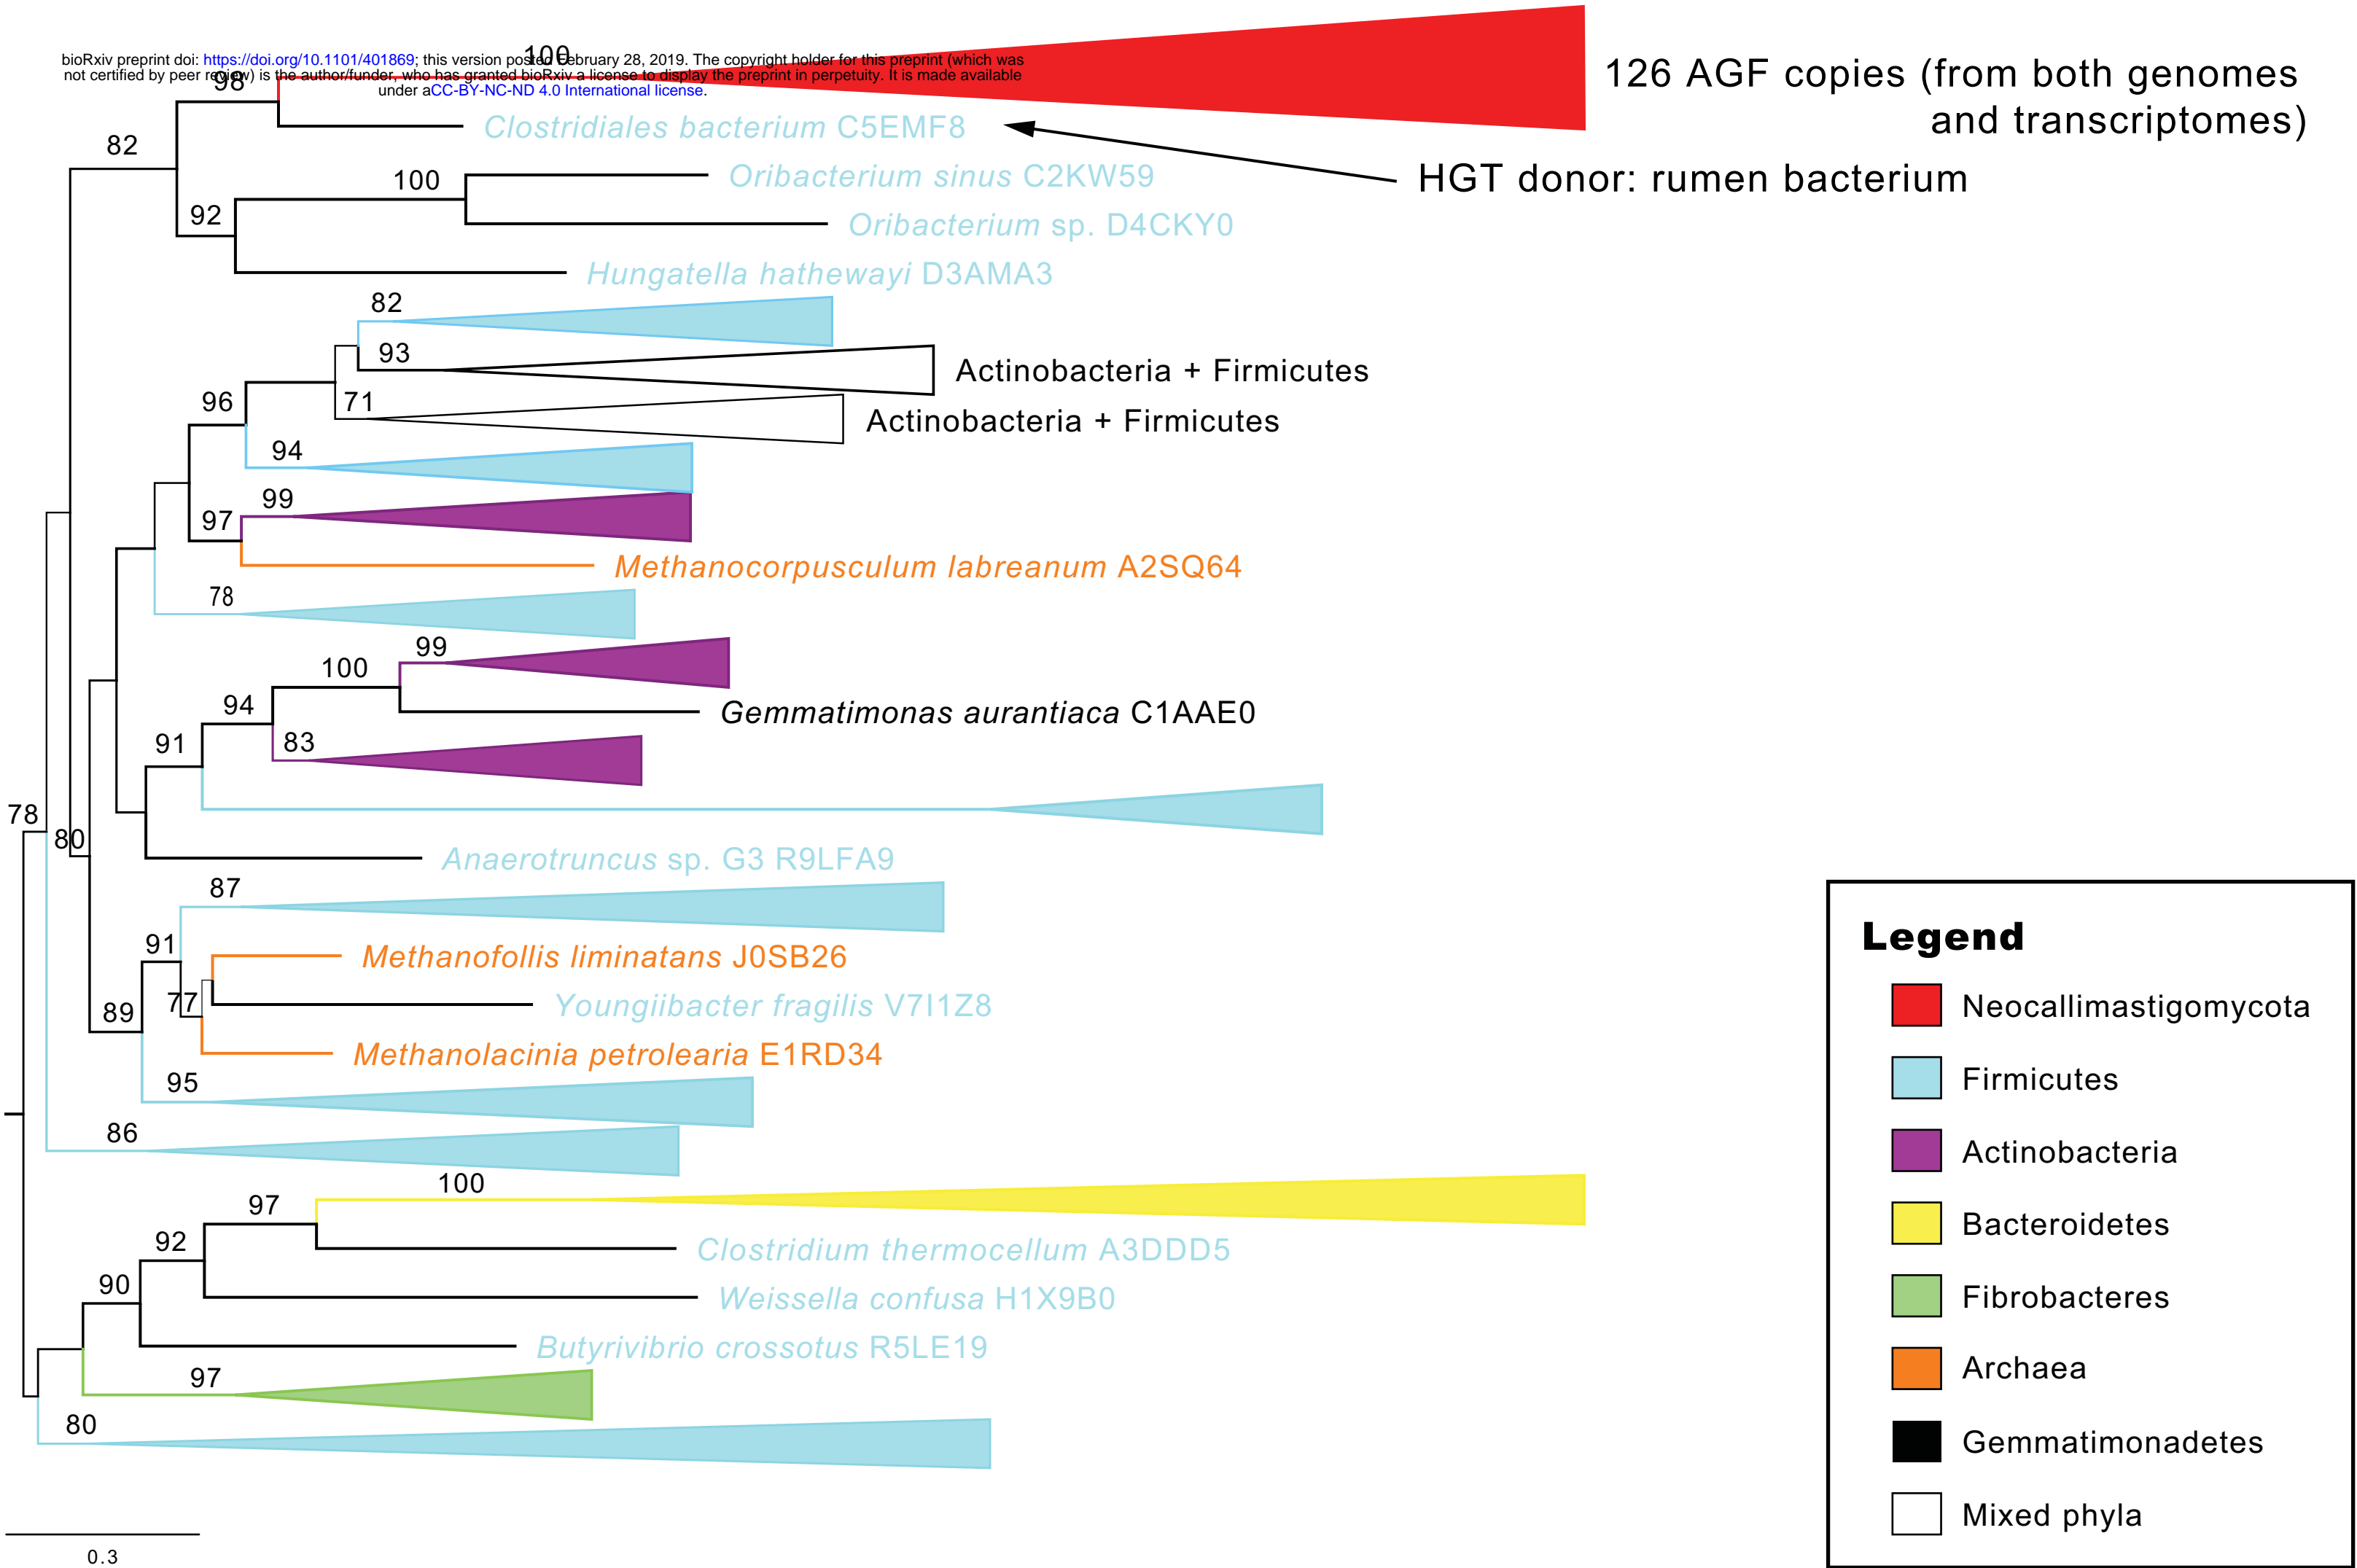 bioRxiv preprint doi: https://doi.org/10.1101/401869; this version posted February 28, 2019. The copyright holder for this preprint (which was
not certified by peer review) is the author/funder, who has granted bioRxiv a license to display the preprint in perpetuity. It is made available
under aCC-BY-NC-ND 4.0 International license.
100
98
126 AGF copies (from both genomes
and transcriptomes)
Clostridiales bacterium C5EMF8
82
HGT donor: rumen bacterium
100
Oribacterium sinus C2KW59
92
Oribacterium sp. D4CKY0
Hungatella hathewayi D3AMA3
82
93
Actinobacteria + Firmicutes
96
71
Actinobacteria + Firmicutes
94
99
97
Methanocorpusculum labreanum A2SQ64
78
99
100
94
Gemmatimonas aurantiaca C1AAE0
91
83
78
80
Anaerotruncus sp. G3 R9LFA9
87
91
Methanofollis liminatans J0SB26
77
89
Youngiibacter fragilis V7I1Z8
Methanolacinia petrolearia E1RD34
95
86
100
97
92
Clostridium thermocellum A3DDD5
90
Weissella confusa H1X9B0
Butyrivibrio crossotus R5LE19
97
80
0.3
Legend
Neocallimastigomycota
Firmicutes
Actinobacteria
Bacteroidetes
Fibrobacteres
Archaea
Gemmatimonadetes
Mixed phyla